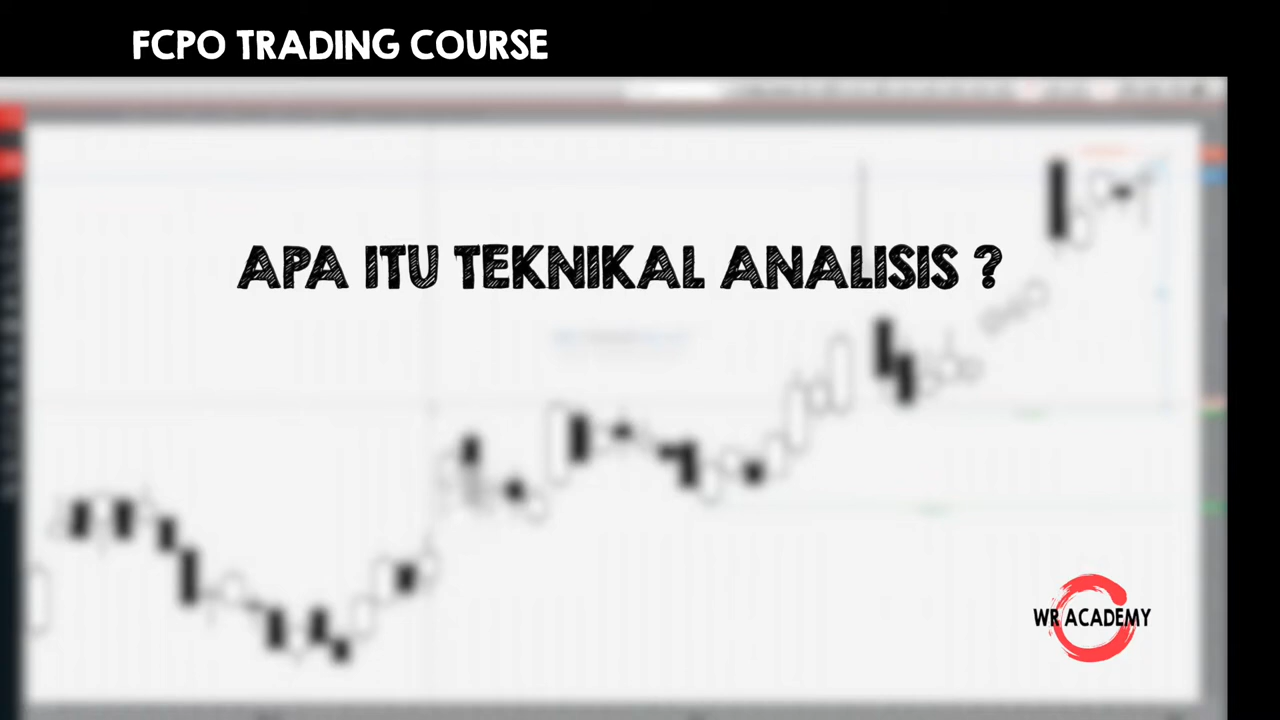 FCPO TRADING COURSE
APA ITU TEKNIKAL ANALISIS ?
WR ACADEMY